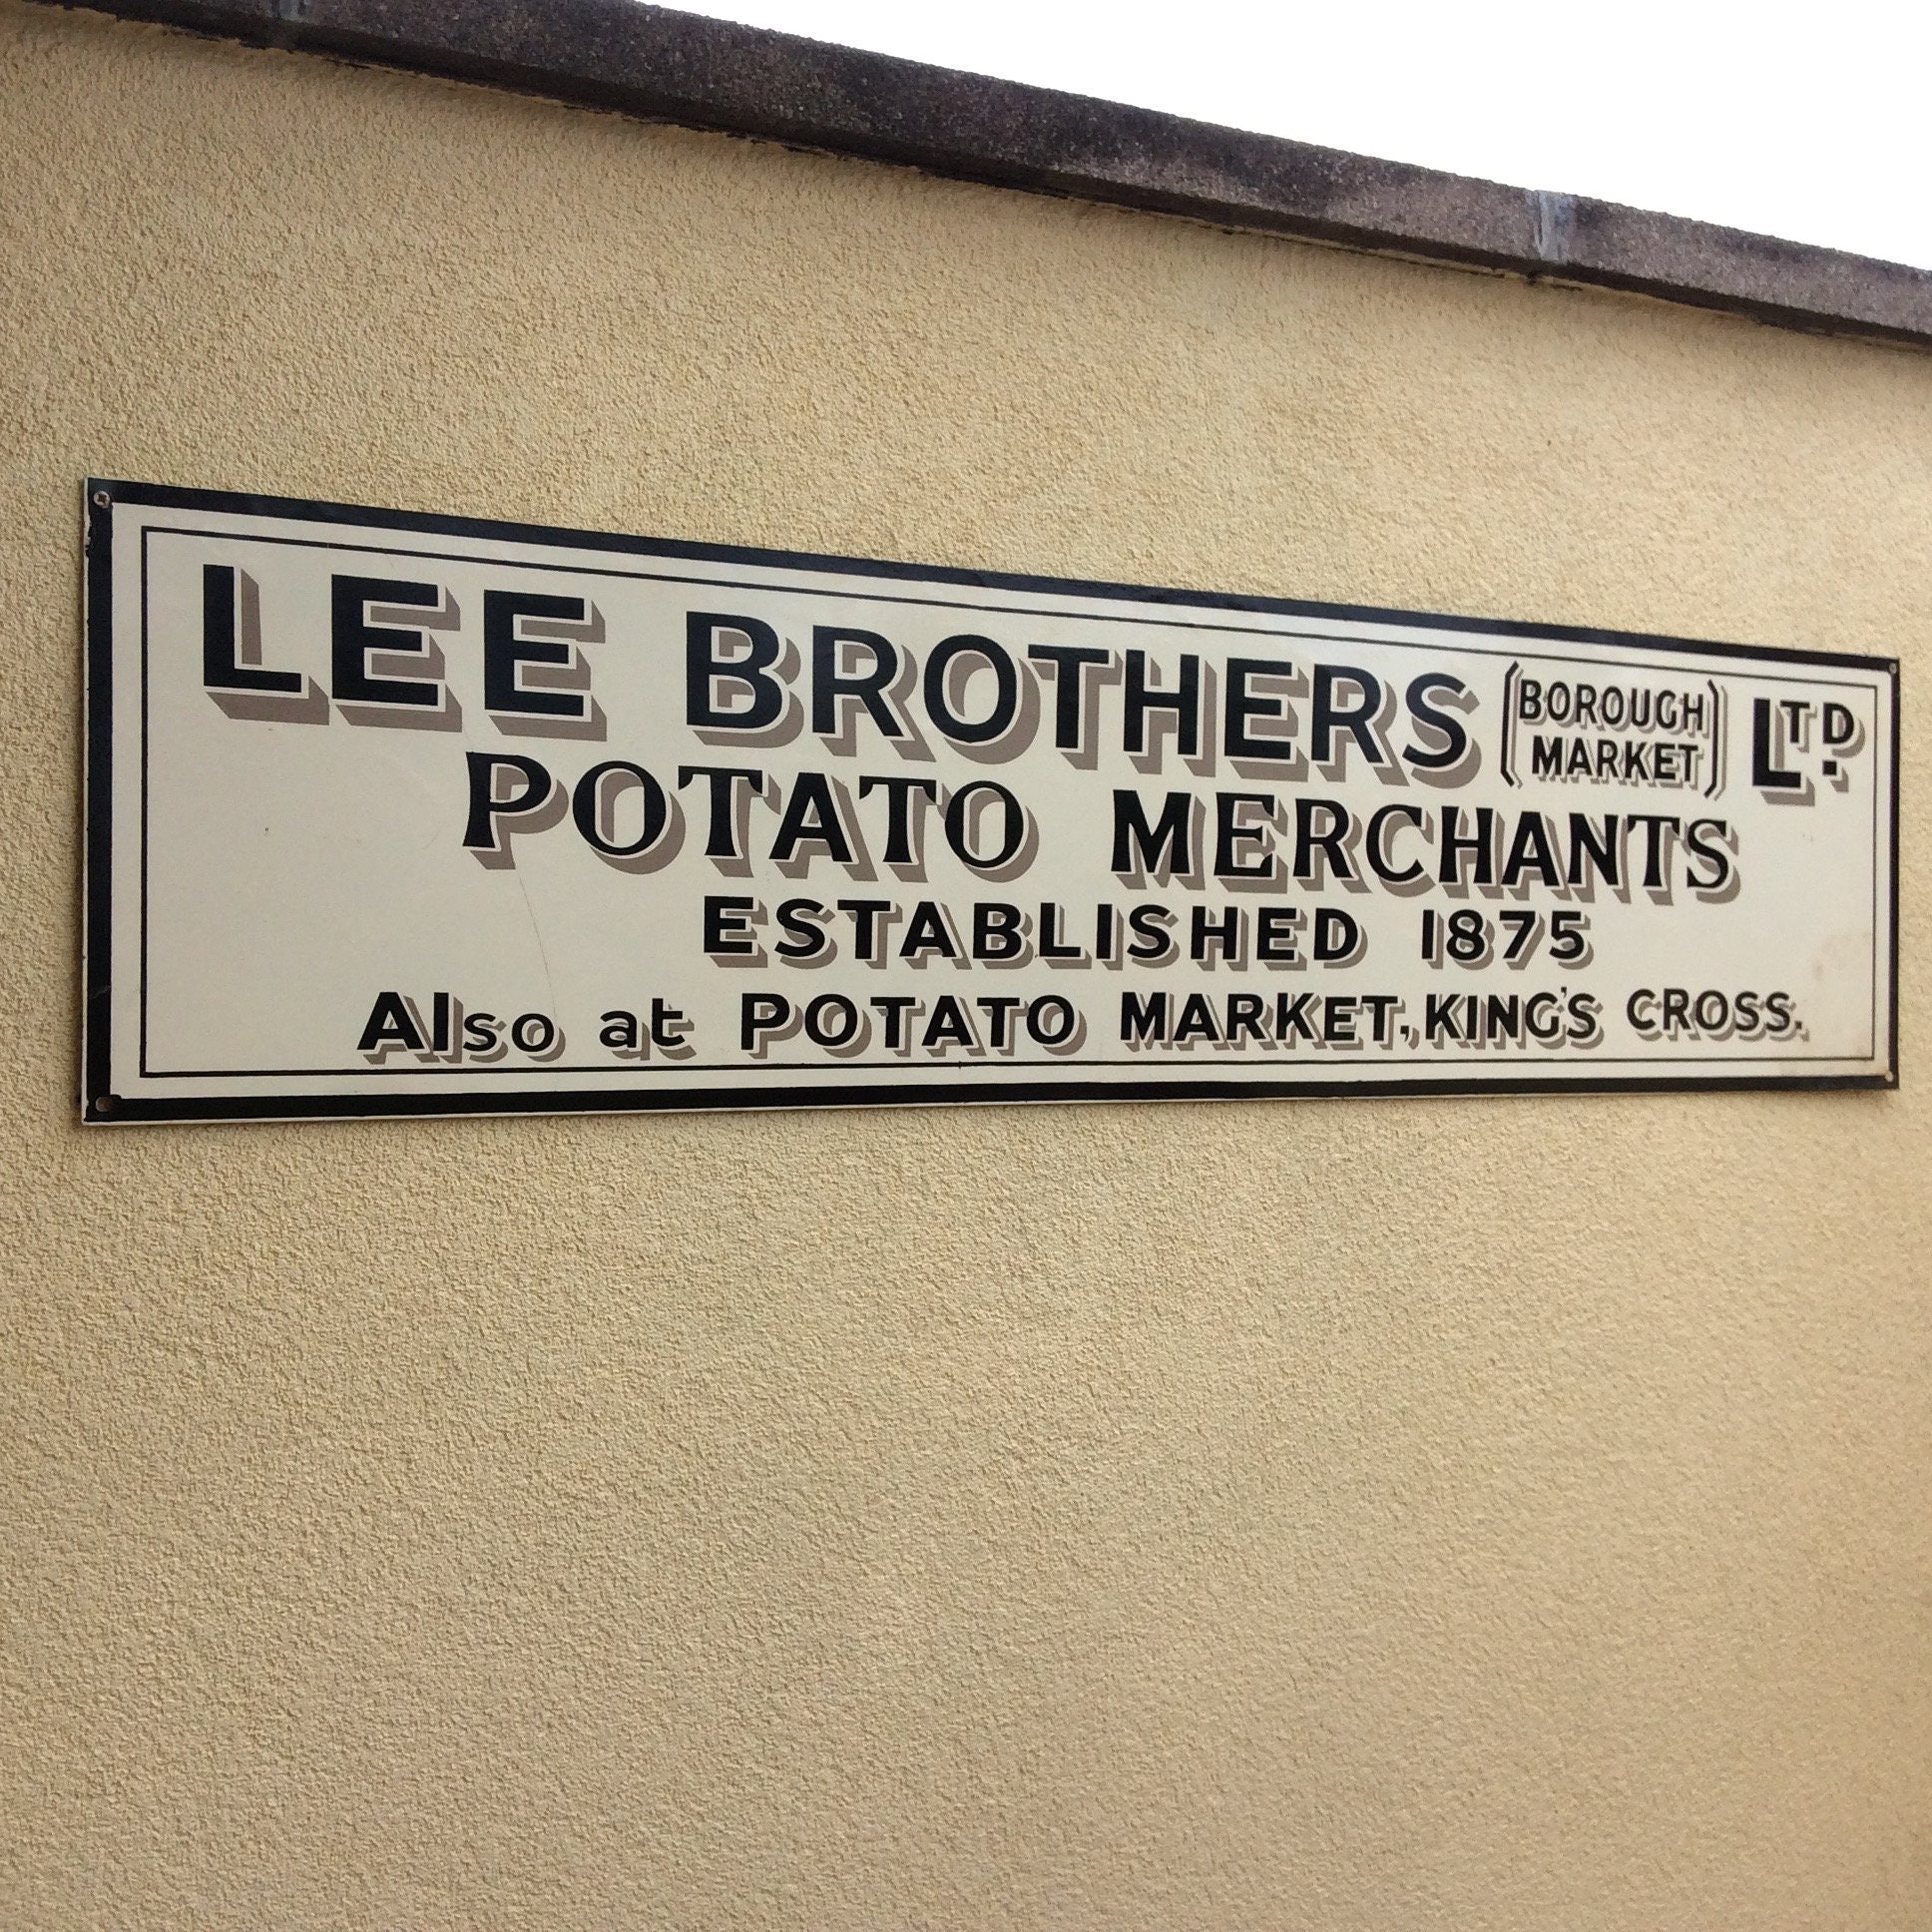 LEE BROTHERS (BOROUGH MARKET) LTD.
POTATO MERCHANTS
ESTABLISHED 1875
Also at POTATO MARKET, KING'S CROSS.